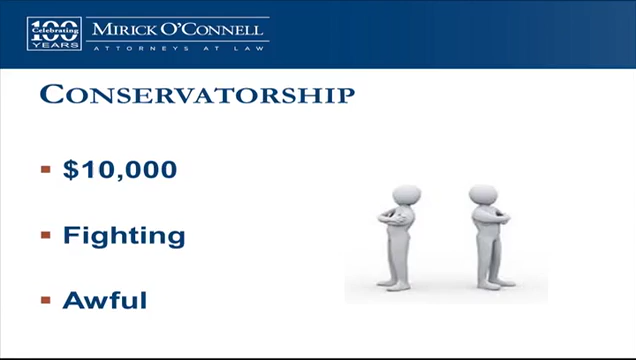 Celebrating
100
YEARS
MIRICK O'CONNELL
ATTORNEYS AT LAW
CONSERVATORSHIP
$10,000
Fighting
Awful